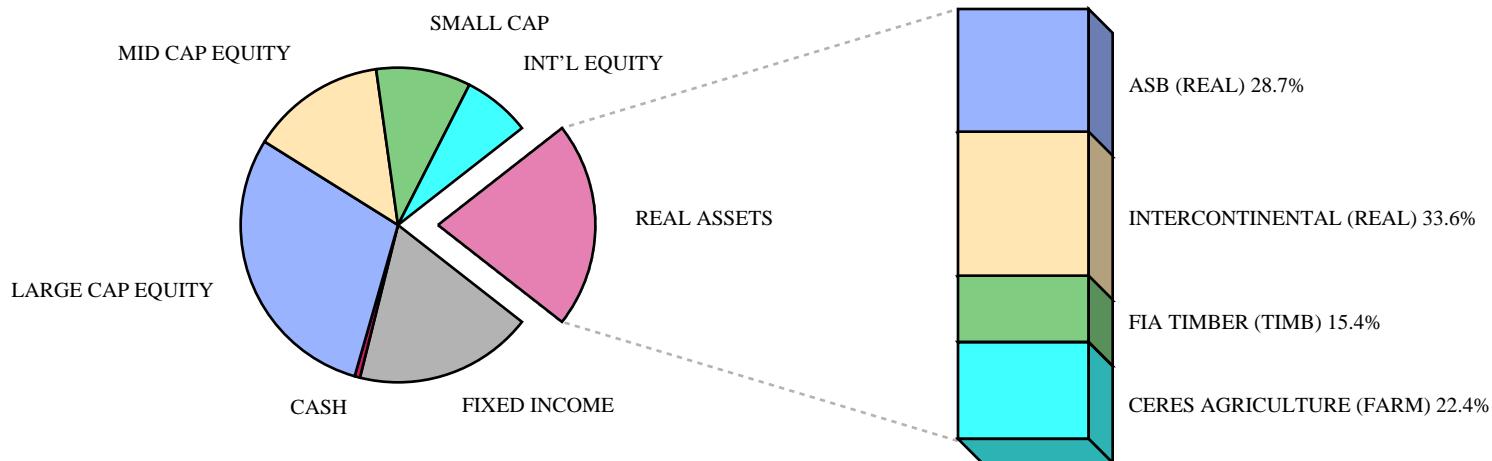 SMALL CAP
MID CAP EQUITY
INT'L EQUITY
ASB (REAL) 28.7%
REAL ASSETS
INTERCONTINENTAL (REAL) 33.6%
LARGE CAP EQUITY
FIA TIMBER (TIMB) 15.4%
CASH
FIXED INCOME
CERES AGRICULTURE (FARM) 22.4%